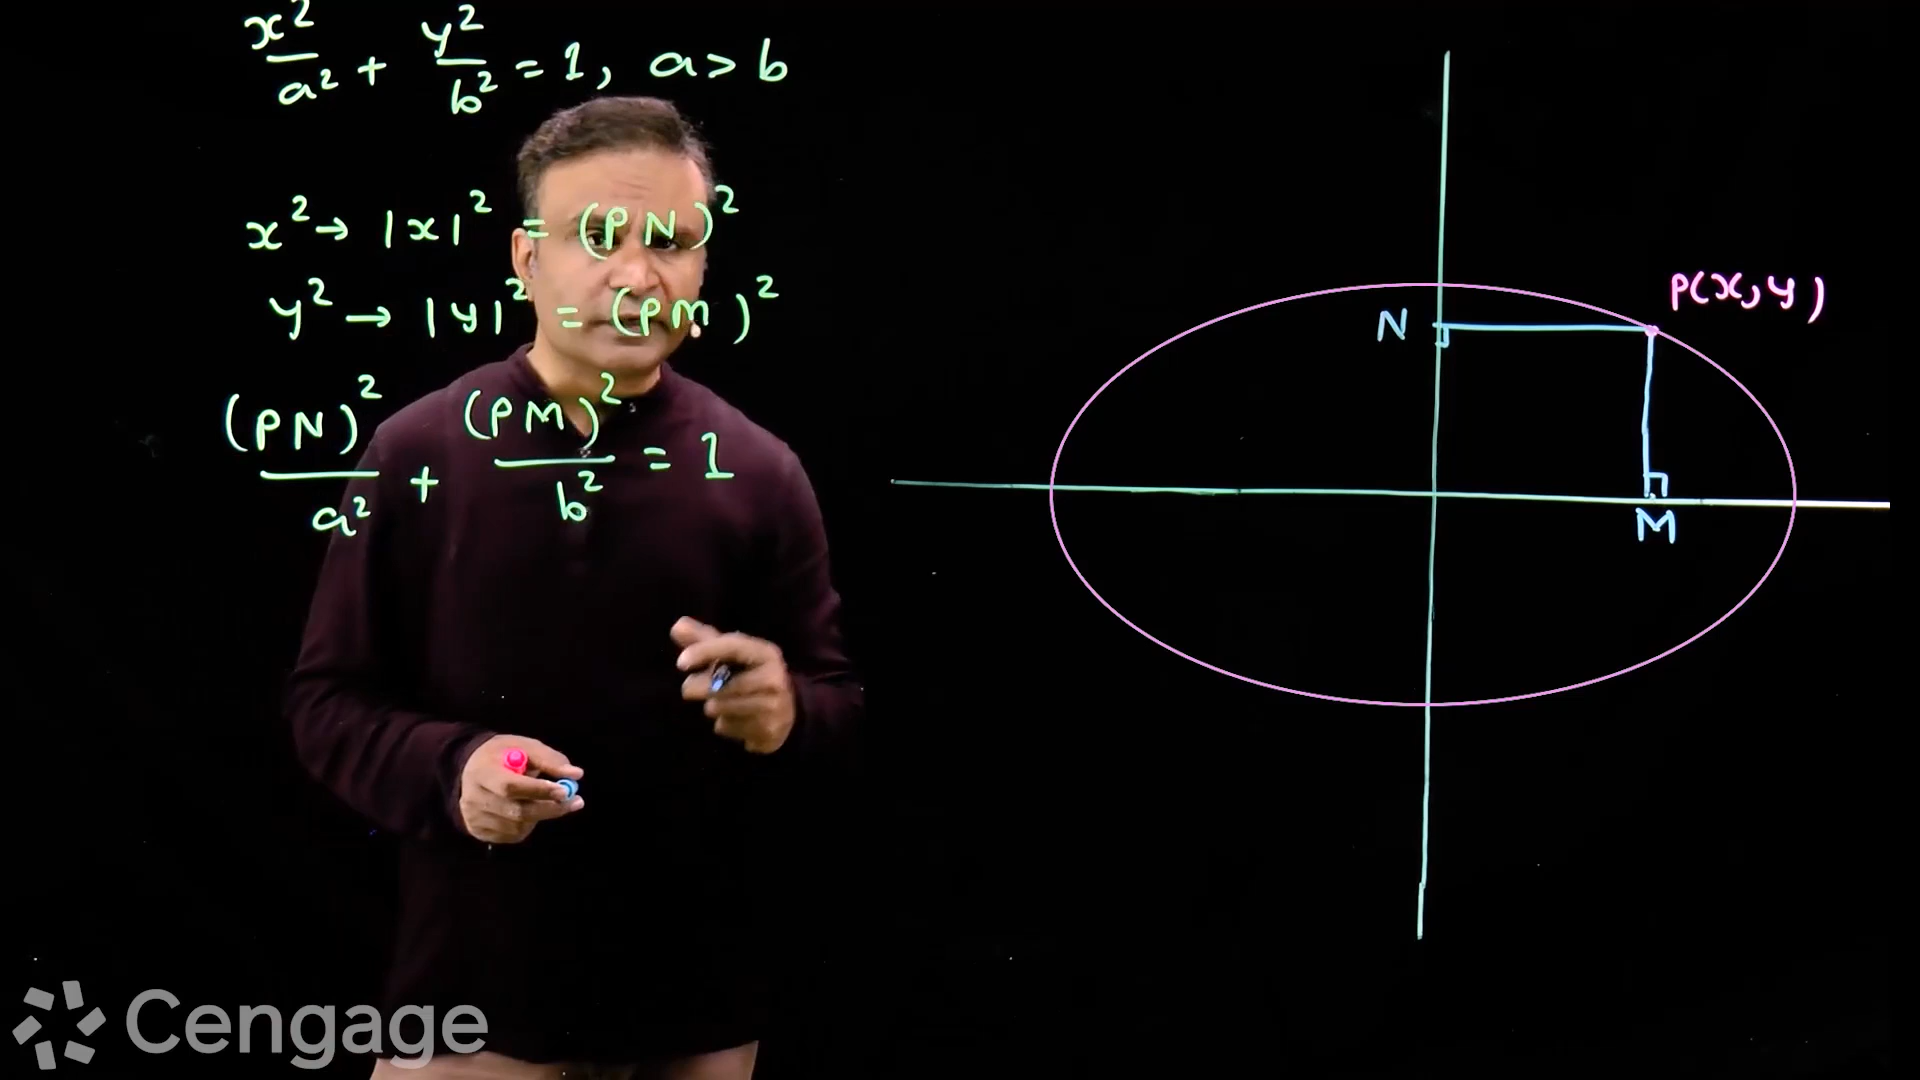 x²/a² + y²/b² = 1, a > b
x² → |x|² = (PN)²
y² → |y|² = (PM)²
(PN)²/a² + (PM)²/b² = 1
P(x, y)
N
M
Cengage